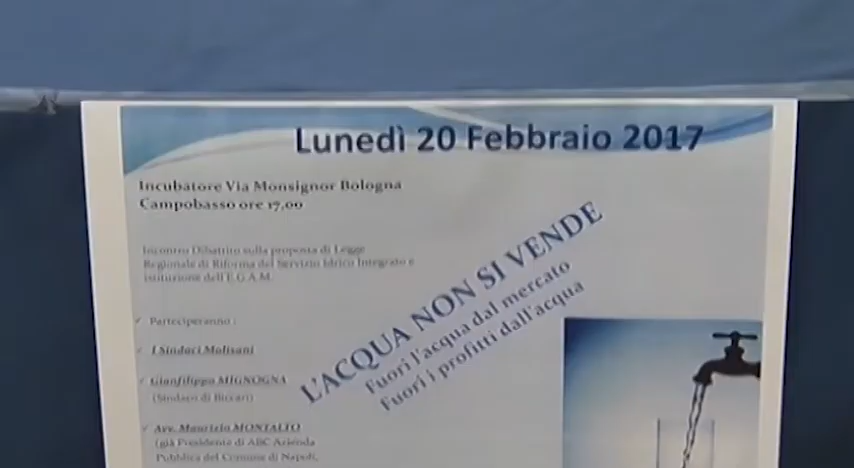 Lunedì 20 Febbraio 2017
Incubatore Via Monsignor Bologna
Campobasso ore 17,00
Incontro Dibattito sulla proposta di Legge
Regionale di Riforma del Servizio Idrico Integrato e
istituzione dell'E.G.A.M.
L'ACQUA NON SI VENDE
Fuori l'acqua dal mercato
Fuori i profitti dall'acqua
Parteciperanno :
I Sindaci Molisani
Gianfilippo MIGNOGNA
(Sindaco di Biccari)
Avv. Maurizio MONTALTO
(già Presidente di ABC Azienda
Pubblica del Comune di Napoli,